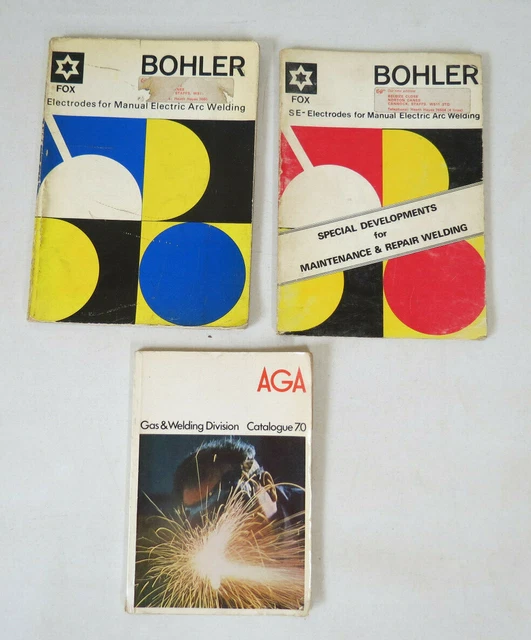 BOHLER
FOX
Electrodes for Manual Electric Arc Welding
BOHLER
FOX
SE- Electrodes for Manual Electric Arc Welding
SPECIAL DEVELOPMENTS
for
MAINTENANCE & REPAIR WELDING
AGA
Gas & Welding Division Catalogue 70